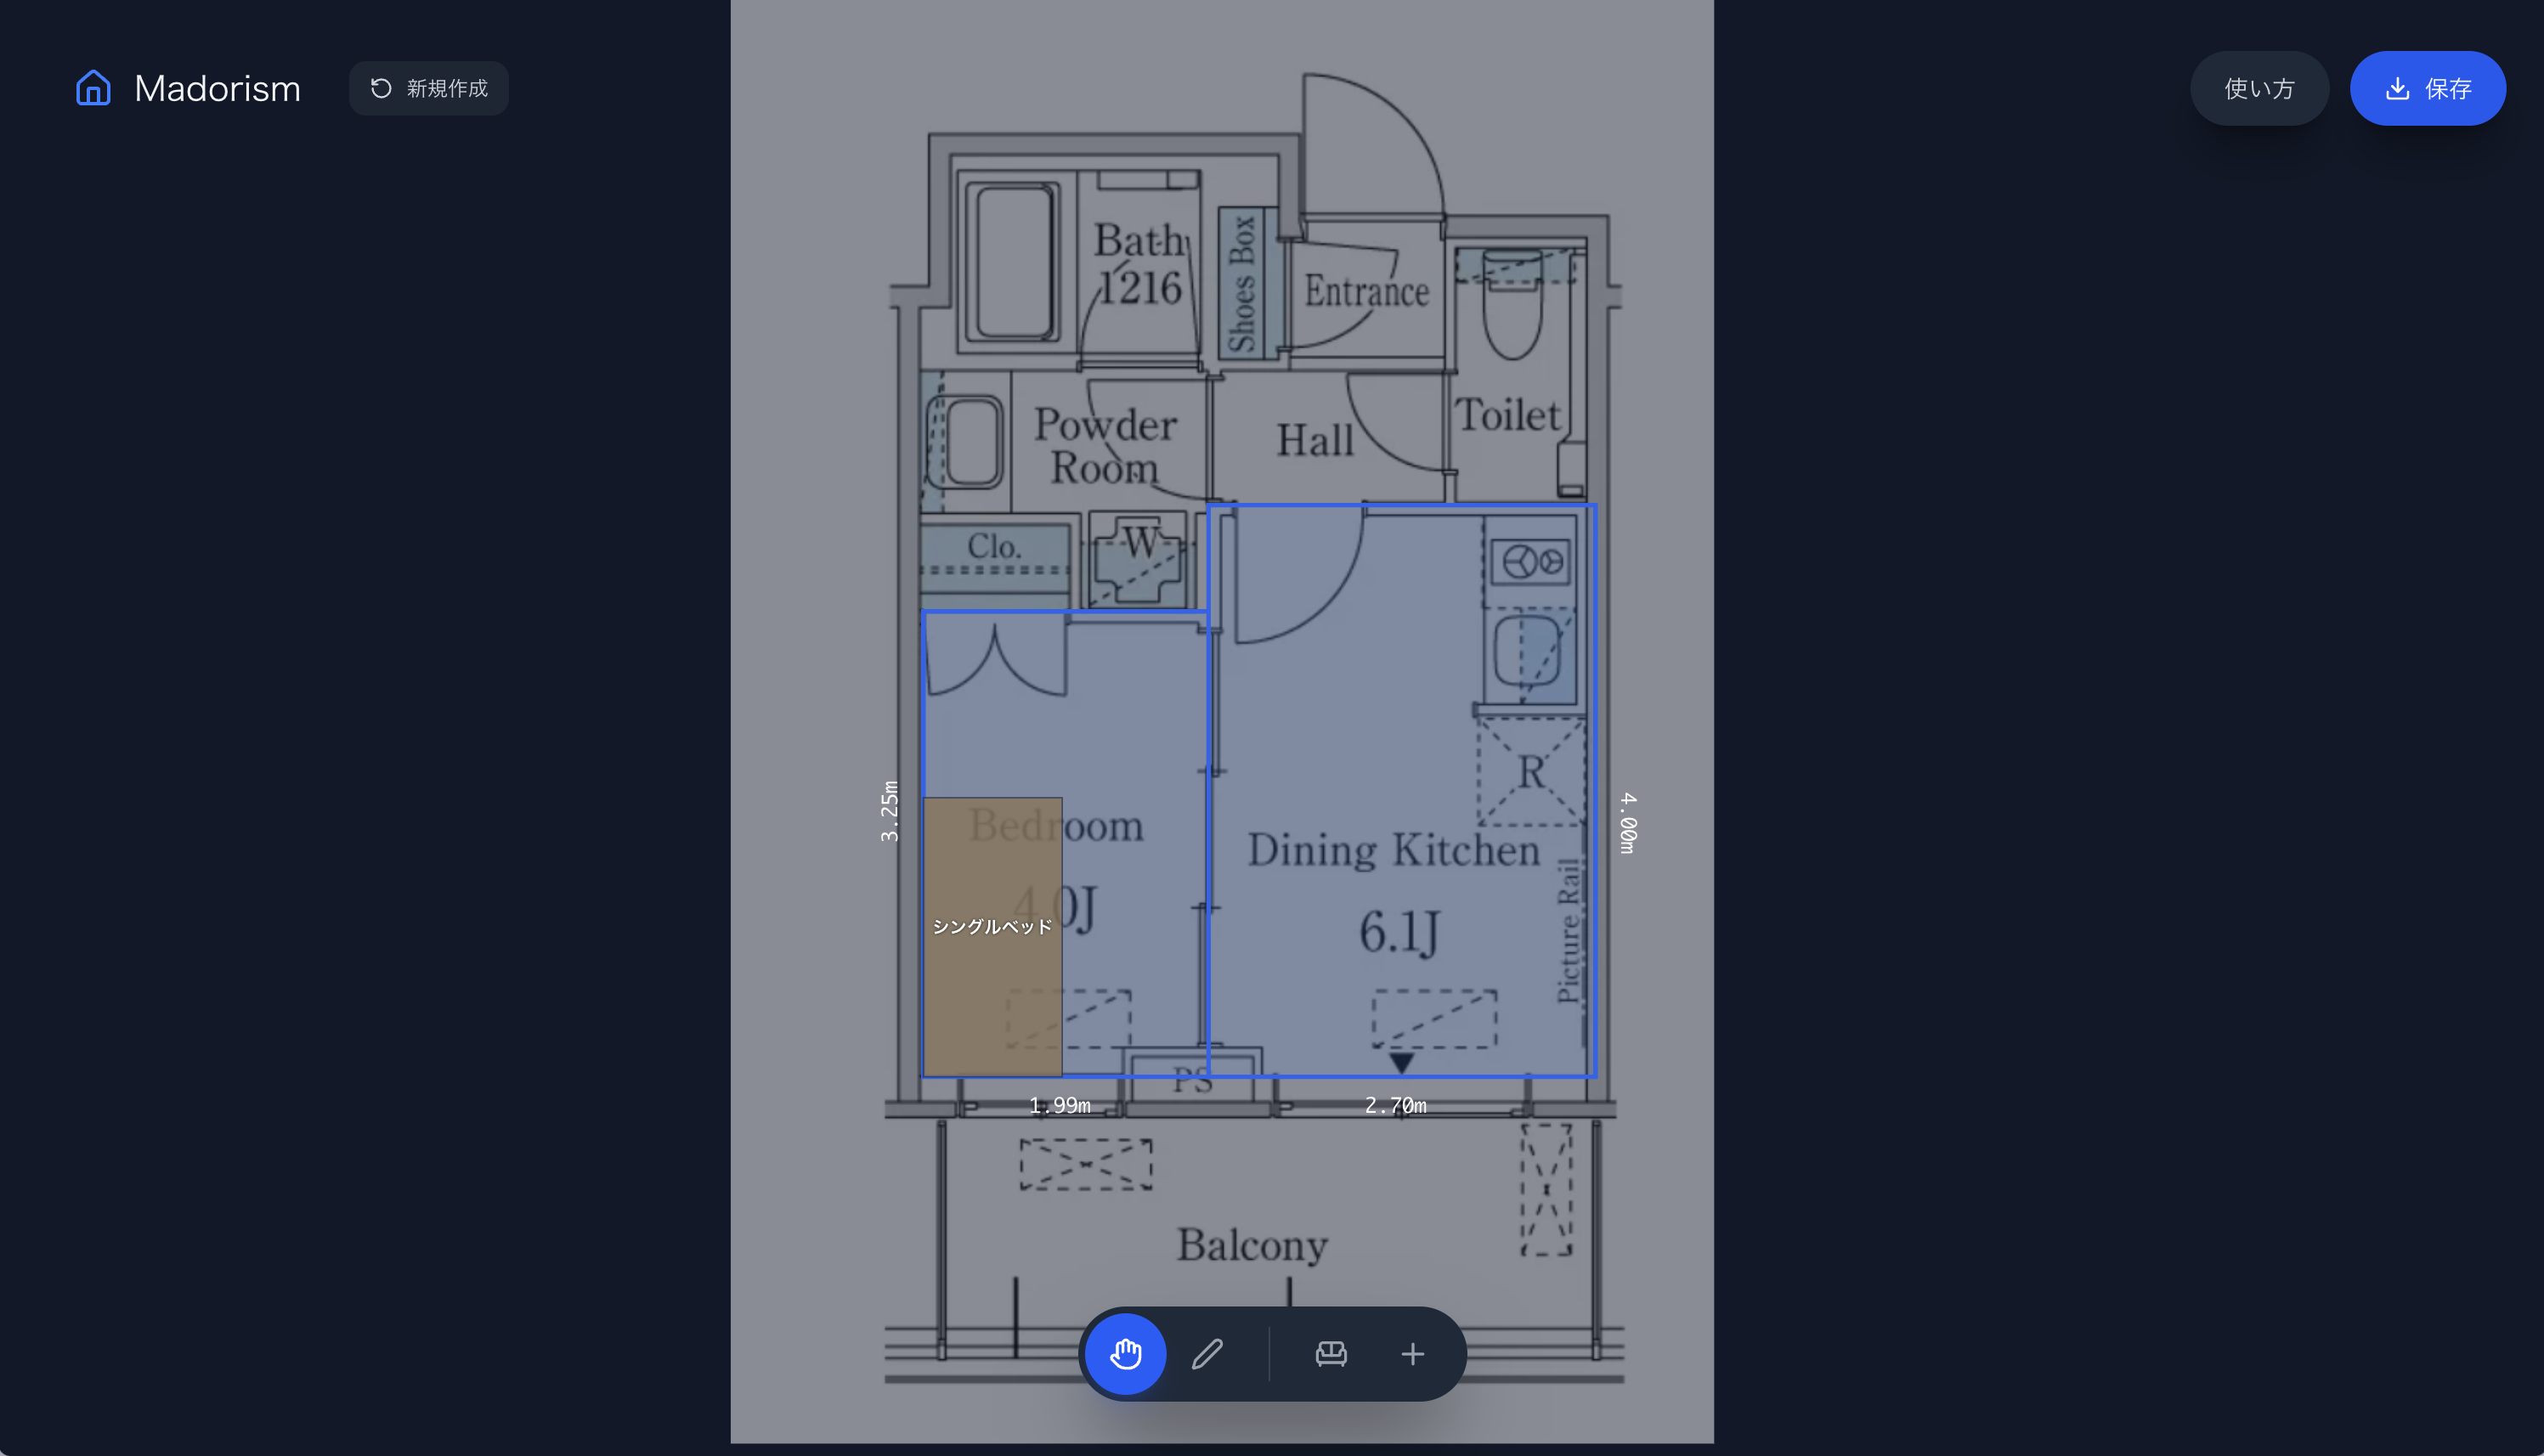 Madorism
新規作成
使い方
保存
Bath
1216
Shoes Box
Entrance
Powder
Room
Hall
Toilet
Clo.
W
R
3.25m
Bedroom
4.0J
シングルベッド
Dining Kitchen
6.1J
Picture Rail
4.00m
PS
1.99m
2.70m
Balcony